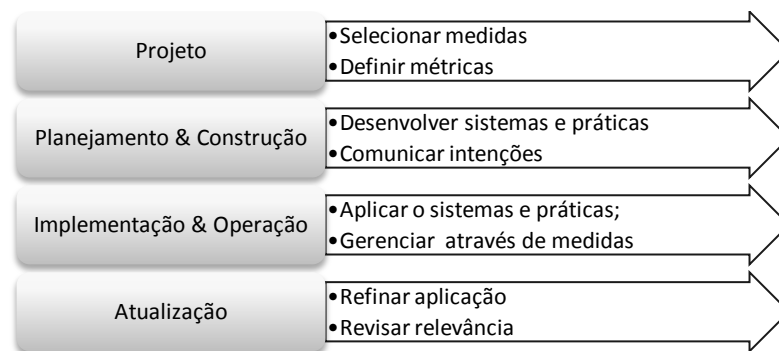 Projeto
•Selecionar medidas
•Definir métricas
Planejamento & Construção
•Desenvolver sistemas e práticas
•Comunicar intenções
Implementação & Operação
•Aplicar o sistemas e práticas;
•Gerenciar através de medidas
Atualização
•Refinar aplicação
•Revisar relevância